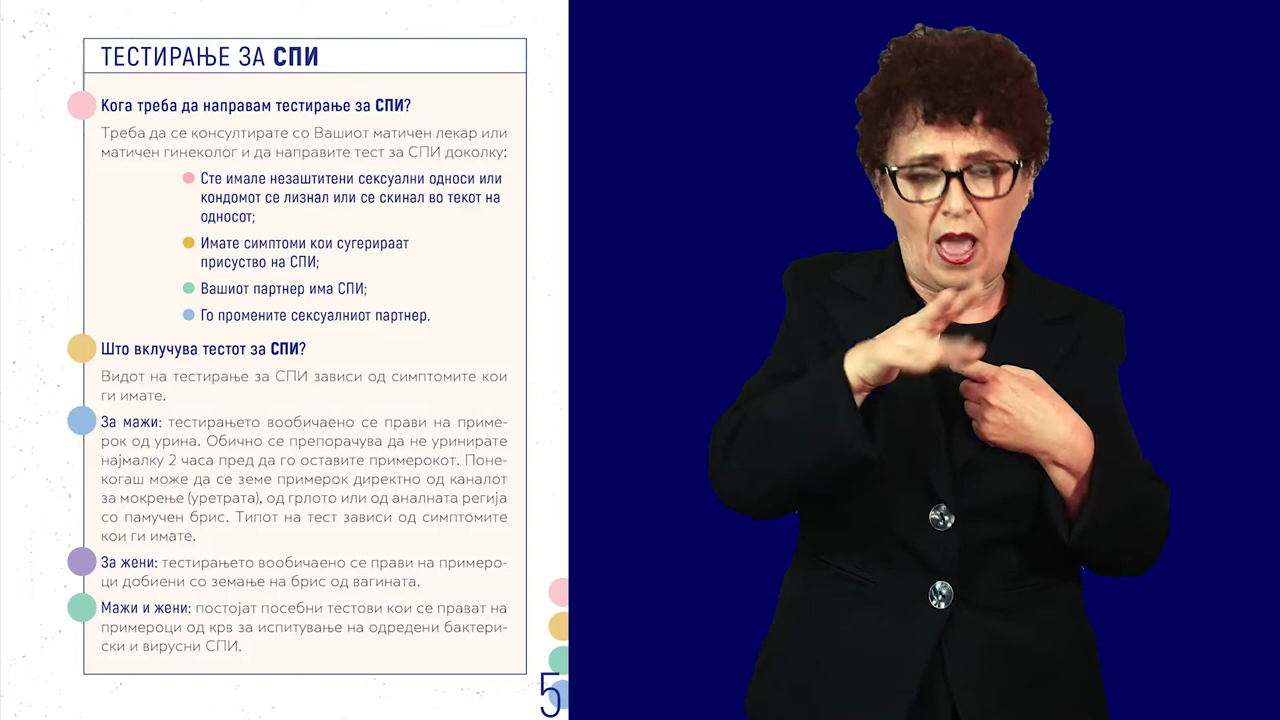 ТЕСТИРАЊЕ ЗА СПИ
Кога треба да направам тестирање за СПИ?
Треба да се консултирате со Вашиот матичен лекар или
матичен гинеколог и да направите тест за СПИ доколку:
Сте имале незаштитени сексуални односи или
кондомот се лизнал или се скинал во текот на
односот;
Имате симптоми кои сугерираат
присуство на СПИ;
Вашиот партнер има СПИ;
Го промените сексуалниот партнер.
Што вклучува тестот за СПИ?
Видот на тестирање за СПИ зависи од симптомите кои
ги имате.
За мажи: тестирањето вообичаено се прави на приме-
рок од урина. Обично се препорачува да не уринирате
најмалку 2 часа пред да го оставите примерокот. Поне-
когаш може да се земе примерок директно од каналот
за мокрење (уретрата), од грлото или од аналната регија
со памучен брис. Типот на тест зависи од симптомите
кои ги имате.
За жени: тестирањето вообичаено се прави на примеро-
ци добиени со земање на брис од вагината.
Мажи и жени: постојат посебни тестови кои се прават на
примероци од крв за испитување на одредени бактери-
ски и вирусни СПИ.
5